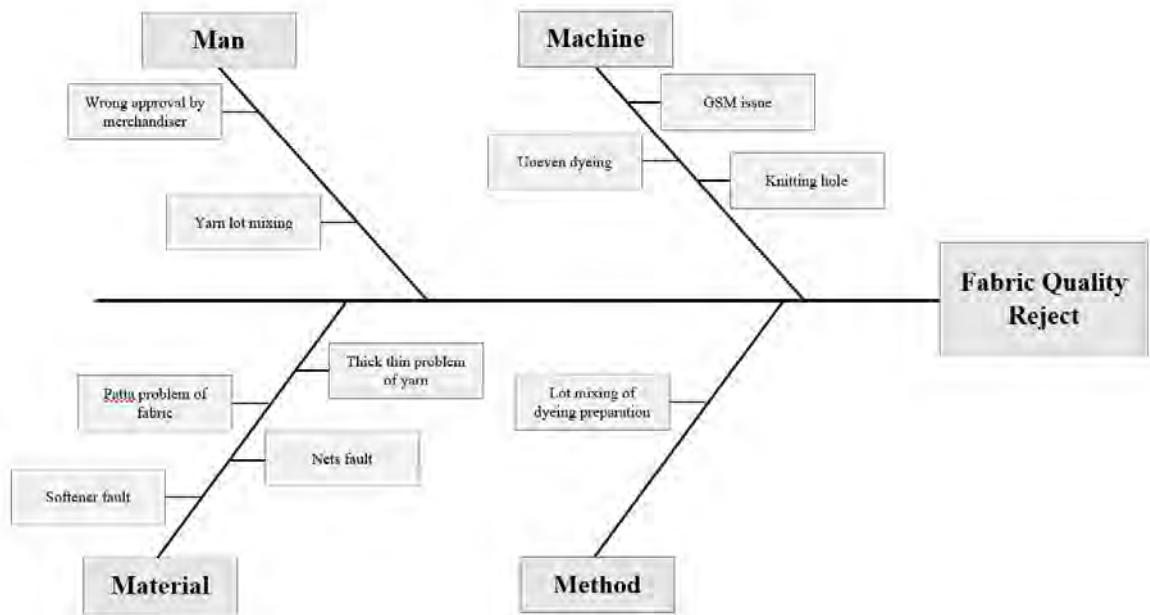 Man
Machine
Wrong approval by
merchandiser
GSM issue
Uneven dyeing
Knitting hole
Yarn lot mixing
Fabric Quality
Reject
Thick thin problem
of yarn
Patta problem of
fabric
Lot mixing of
dyeing preparation
Nets fault
Softener fault
Material
Method